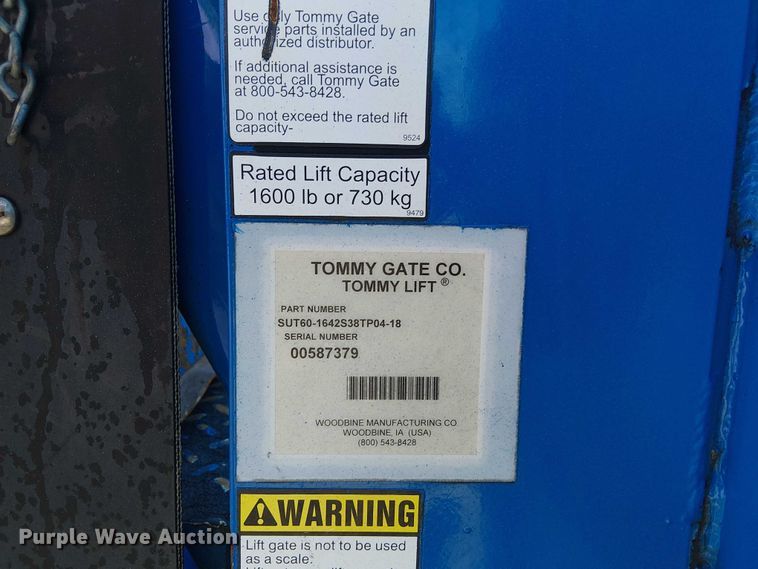 Use only Tommy Gate
service parts installed by an
authorized distributor.
If additional assistance is
needed, call Tommy Gate
at 800-543-8428.
Do not exceed the rated lift
capacity-
9524
Rated Lift Capacity
1600 lb or 730 kg
9479
TOMMY GATE CO.
TOMMY LIFT ®
PART NUMBER
SUT60-1642S38TP04-18
SERIAL NUMBER
00587379
WOODBINE MANUFACTURING CO.
WOODBINE, IA (USA)
(800) 543-8428
WARNING
Lift gate is not to be used
as a scale.
Purple Wave Auction